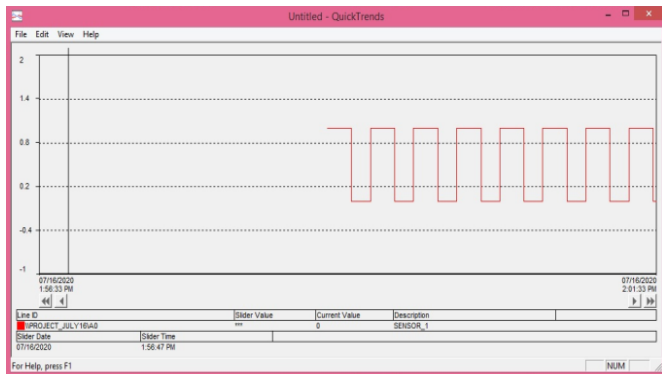 Untitled - QuickTrends
File Edit View Help
2
1.4
0.8
0.2
-0.4
-1
07/16/2020 07/16/2020
1:56:33 PM 2:01:33 PM
Line ID Slider Value Current Value Description
\\PROJECT_JULY16\A0 *** 0 SENSOR_1
Slider Date Slider Time
07/16/2020 1:56:47 PM
For Help, press F1 NUM